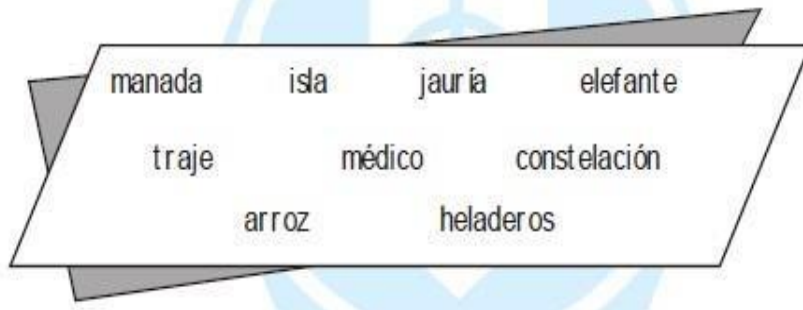 manada isla jauría elefante
traje médico constelación
arroz heladeros